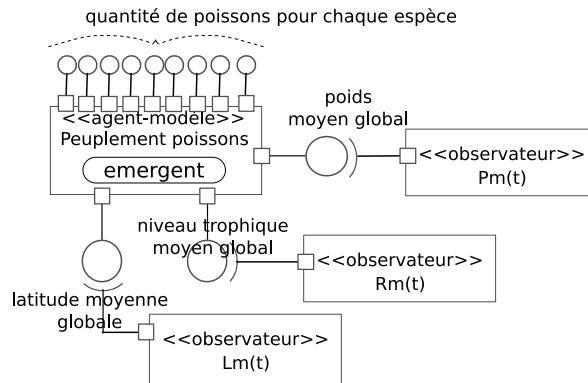 quantité de poissons pour chaque espèce
<<agent-modèle>>
Peuplement poissons
emergent
poids
moyen global
<<observateur>>
Pm(t)
niveau trophique
moyen global
<<observateur>>
Rm(t)
latitude moyenne
globale
<<observateur>>
Lm(t)